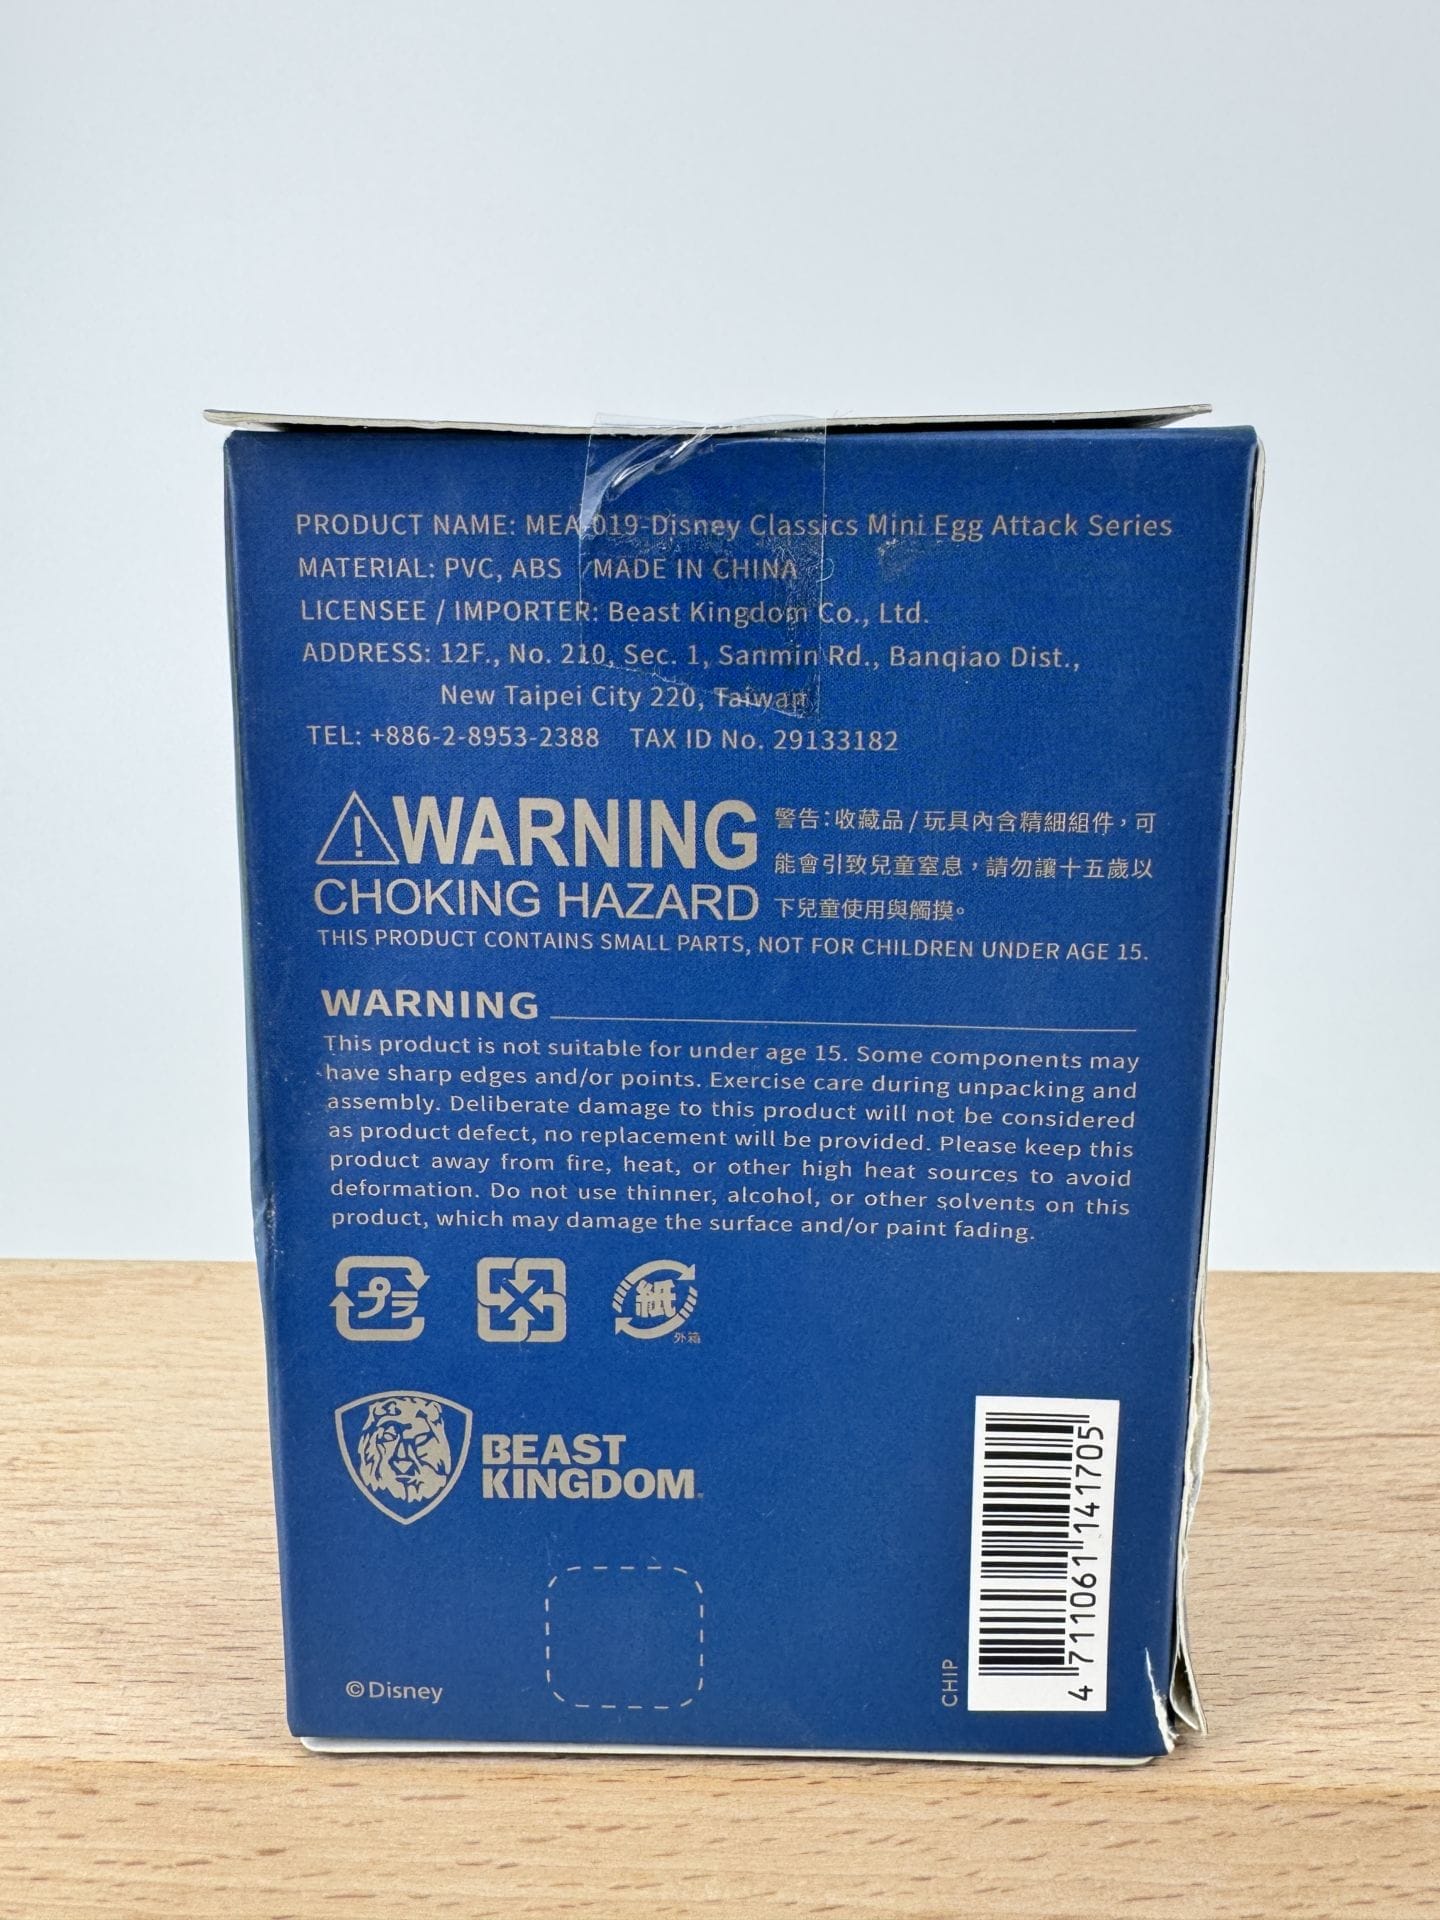 PRODUCT NAME: MEA-019-Disney Classics Mini Egg Attack Series
MATERIAL: PVC, ABS / MADE IN CHINA
LICENSEE / IMPORTER: Beast Kingdom Co., Ltd.
ADDRESS: 12F., No. 210, Sec. 1, Sanmin Rd., Banqiao Dist.,
New Taipei City 220, Taiwan
TEL: +886-2-8953-2388 TAX ID No. 29133182
WARNING
CHOKING HAZARD
警告:收藏品/玩具內含精細組件,可
能會引致兒童窒息,請勿讓十五歲以
下兒童使用與觸摸。
THIS PRODUCT CONTAINS SMALL PARTS, NOT FOR CHILDREN UNDER AGE 15.
WARNING
This product is not suitable for under age 15. Some components may
have sharp edges and/or points. Exercise care during unpacking and
assembly. Deliberate damage to this product will not be considered
as product defect, no replacement will be provided. Please keep this
product away from fire, heat, or other high heat sources to avoid
deformation. Do not use thinner, alcohol, or other solvents on this
product, which may damage the surface and/or paint fading.
プラ
紙
外箱
BEAST
KINGDOM
©Disney
CHIP
4 711061 141705